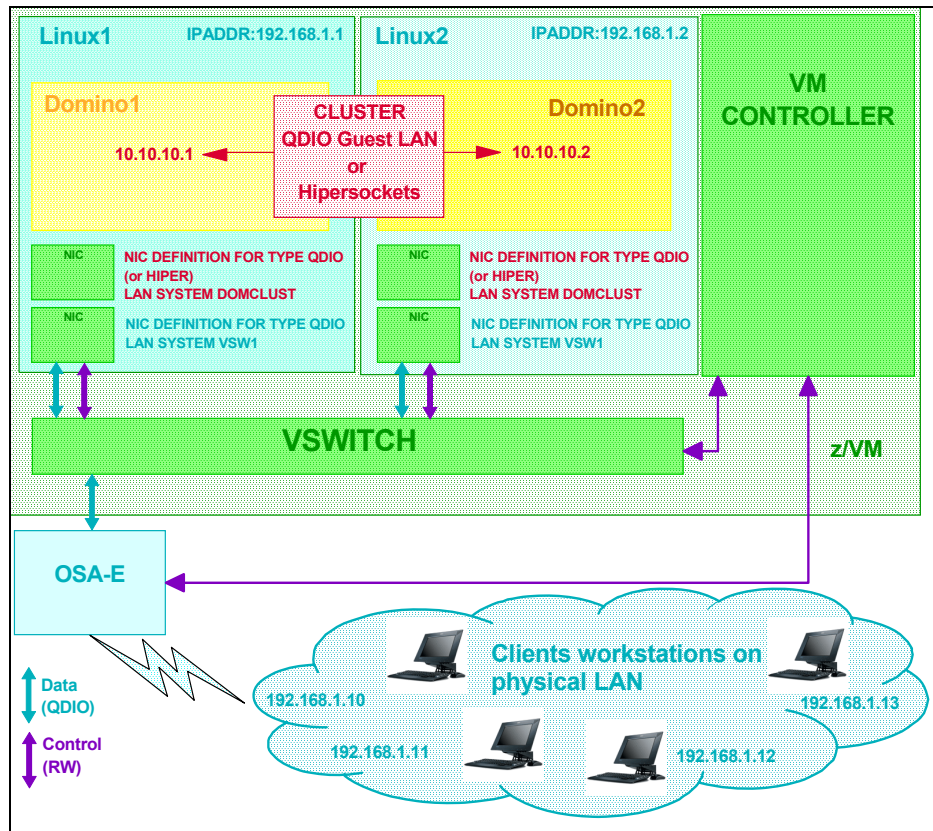 Linux1
IPADDR:192.168.1.1
Linux2
IPADDR:192.168.1.2
VM
CONTROLLER
Domino1
10.10.10.1
CLUSTER
QDIO Guest LAN
or
Hipersockets
Domino2
10.10.10.2
NIC
NIC DEFINITION FOR TYPE QDIO
(or HIPER)
LAN SYSTEM DOMCLUST
NIC
NIC DEFINITION FOR TYPE QDIO
LAN SYSTEM VSW1
NIC
NIC DEFINITION FOR TYPE QDIO
(or HIPER)
LAN SYSTEM DOMCLUST
NIC
NIC DEFINITION FOR TYPE QDIO
LAN SYSTEM VSW1
VSWITCH
z/VM
OSA-E
Clients workstations on
physical LAN
192.168.1.10
192.168.1.11
192.168.1.12
192.168.1.13
Data
(QDIO)
Control
(RW)